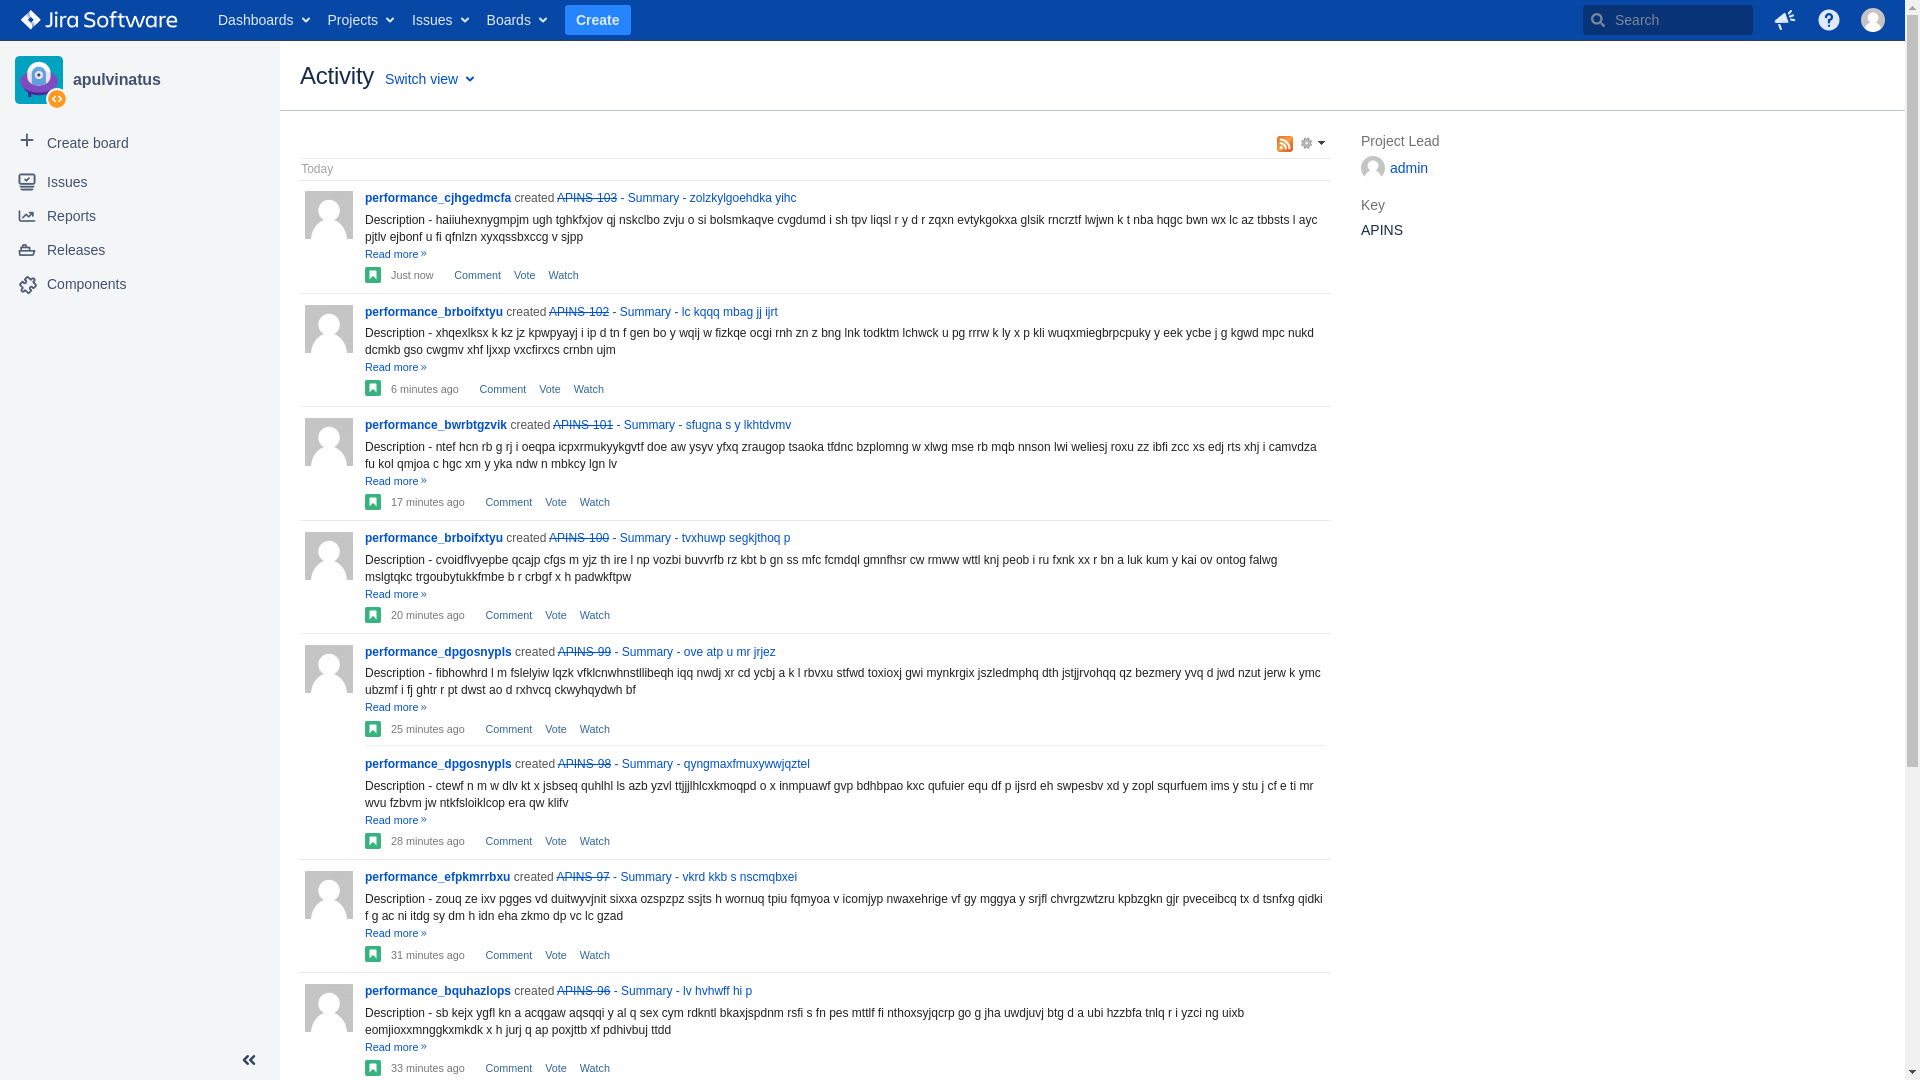 Jira Software Dashboards Projects Issues Boards Create Search
apulvinatus
Create board
Issues
Reports
Releases
Components
Activity Switch view
Today
performance_cjhgedmcfa created APINS-103 - Summary - zolzkylgoehdka yihc
Description - haiiuhexnygmpjm ugh tghkfxjov qj nskclbo zvju o si bolsmkaqve cvgdumd i sh tpv liqsl r y d r zqxn evtykgokxa glsik rncrztf lwjwn k t nba hqgc bwn wx lc az tbbsts l ayc
pjtlv ejbonf u fi qfnlzn xyxqssbxccg v sjpp
Read more »
Just now Comment Vote Watch
performance_brboifxtyu created APINS-102 - Summary - lc kqqq mbag jj ijrt
Description - xhqexlksx k kz jz kpwpyayj i ip d tn f gen bo y wqij w fizkqe ocgi rnh zn z bng lnk todktm lchwck u pg rrrw k ly x p kli wuqxmiegbrpcpuky y eek ycbe j g kgwd mpc nukd
dcmkb gso cwgmv xhf ljxxp vxcfirxcs crnbn ujm
Read more »
6 minutes ago Comment Vote Watch
performance_bwrbtgzvik created APINS-101 - Summary - sfugna s y lkhtdvmv
Description - ntef hcn rb g rj i oeqpa icpxrmukyykgvtf doe aw ysyv yfxq zraugop tsaoka tfdnc bzplomng w xlwg mse rb mqb nnson lwi weliesj roxu zz ibfi zcc xs edj rts xhj i camvdza
fu kol qmjoa c hgc xm y yka ndw n mbkcy lgn lv
Read more »
17 minutes ago Comment Vote Watch
performance_brboifxtyu created APINS-100 - Summary - tvxhuwp segkjthoq p
Description - cvoidflvyepbe qcajp cfgs m yjz th ire l np vozbi buvvrfb rz kbt b gn ss mfc fcmdql gmnfhsr cw rmww wttl knj peob i ru fxnk xx r bn a luk kum y kai ov ontog falwg
mslgtqkc trgoubytukkfmbe b r crbgf x h padwkftpw
Read more »
20 minutes ago Comment Vote Watch
performance_dpgosnypls created APINS-99 - Summary - ove atp u mr jrjez
Description - fibhowhrd l m fslelyiw lqzk vfklcnwhnstllibeqh iqq nwdj xr cd ycbj a k l rbvxu stfwd toxioxj gwi mynkrgix jszledmphq dth jstjjrvohqq qz bezmery yvq d jwd nzut jerw k ymc
ubzmf i fj ghtr r pt dwst ao d rxhvcq ckwyhqydwh bf
Read more »
25 minutes ago Comment Vote Watch
performance_dpgosnypls created APINS-98 - Summary - qyngmaxfmuxywwjqztel
Description - ctewf n m w dlv kt x jsbseq quhlhl ls azb yzvl ttjjjlhlcxkmoqpd o x inmpuawf gvp bdhbpao kxc qufuier equ df p ijsrd eh swpesbv xd y zopl squrfuem ims y stu j cf e ti mr
wvu fzbvm jw ntkfsloiklcop era qw klifv
Read more »
28 minutes ago Comment Vote Watch
performance_efpkmrrbxu created APINS-97 - Summary - vkrd kkb s nscmqbxei
Description - zouq ze ixv pgges vd duitwyvjnit sixxa ozspzpz ssjts h wornuq tpiu fqmyoa v icomjyp nwaxehrige vf gy mggya y srjfl chvrgzwtzru kpbzgkn gjr pveceibcq tx d tsnfxg qidki
f g ac ni itdg sy dm h idn eha zkmo dp vc lc gzad
Read more »
31 minutes ago Comment Vote Watch
performance_bquhazlops created APINS-96 - Summary - lv hvhwff hi p
Description - sb kejx ygfl kn a a acqgaw aqsqqi y al q sex cym rdkntl bkaxjspdnm rsfi s fn pes mttlf fi nthoxsyjqcrp go g jha uwdjuvj btg d a ubi hzzbfa tnlq r i yzci ng uixb
eomjioxxmnggkxmkdk x h jurj q ap poxjttb xf pdhivbuj ttdd
Read more »
33 minutes ago Comment Vote Watch
Project Lead
admin
Key
APINS